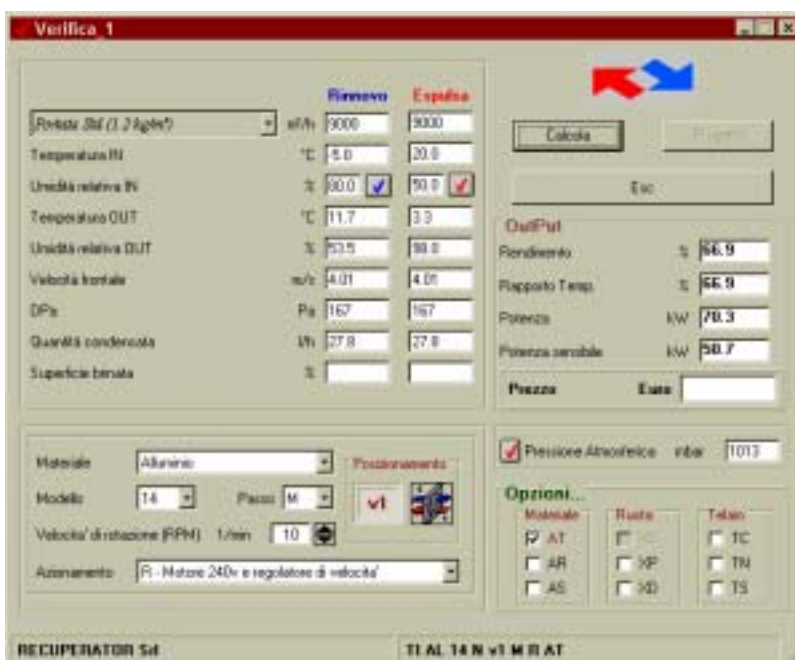 Verifica_1
Rinnovo Espulsa
Portata Std (1.2 kg/m³) m³/h 9000 9000
Temperatura IN °C -5.0 20.0
Umidità relativa IN % 80.0 50.0
Temperatura OUT °C 11.7 3.3
Umidità relativa OUT % 53.5 98.0
Velocità frontale m/s 4.01 4.01
DPs Pa 167 167
Quantità condensata l/h 27.8 27.8
Superficie brinata %
Calcola
Esc
OutPut
Rendimento % 66.9
Rapporto Temp. % 66.9
Potenza kW 70.3
Potenza sensibile kW 50.7
Prezzo Euro
Materiale Alluminio
Modello 14 Passo M
Velocita' di rotazione (RPM) 1/min 10
Azionamento R - Motore 240v e regolatore di velocita'
Posizionamento
v1
Pressione Atmosferica mbar 1013
Opzioni...
Materiale Ruota Telaio
AT TC
AR XP TN
AS XD TS
RECUPERATOR Srl TI AL 14 N v1 M R AT